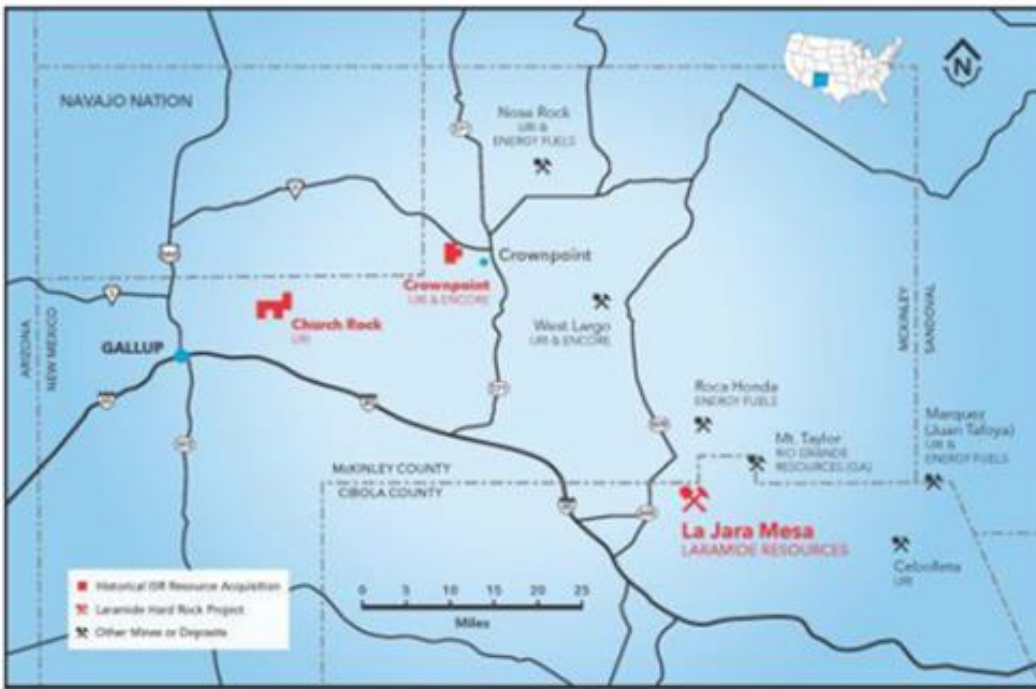 N
NAVAJO NATION
Nose Rock
URI &
ENERGY FUELS
Crownpoint
Crownpoint
URI & ENCORE
Church Rock
URI
West Largo
URI & ENCORE
ARIZONA
NEW MEXICO
GALLUP
MCKINLEY
SANDOVAL
Roca Honda
ENERGY FUELS
Mt. Taylor
RIO GRANDE
RESOURCES (GA)
Marquez
(Juan Tafoya)
URI &
ENERGY FUELS
McKINLEY COUNTY
CIBOLA COUNTY
La Jara Mesa
LARAMIDE RESOURCES
Cebolleta
URI
Historical ISR Resource Acquisition
Laramide Hard Rock Project
Other Mines or Deposits
0 5 10 15 20 25
Miles